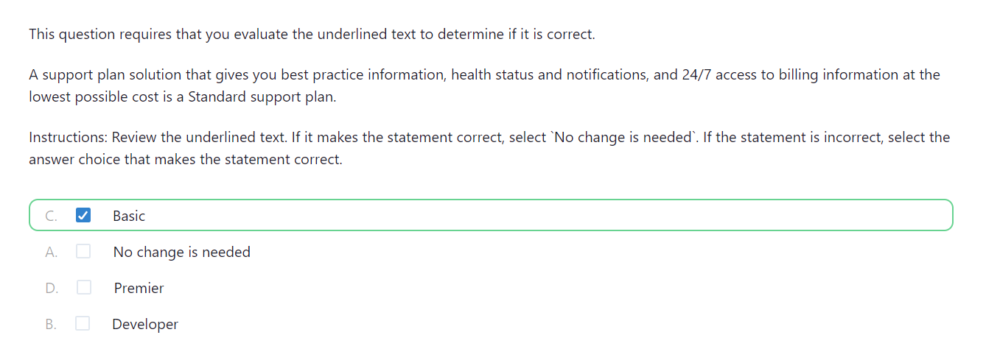 This question requires that you evaluate the underlined text to determine if it is correct.
A support plan solution that gives you best practice information, health status and notifications, and 24/7 access to billing information at the
lowest possible cost is a Standard support plan.
Instructions: Review the underlined text. If it makes the statement correct, select `No change is needed`. If the statement is incorrect, select the
answer choice that makes the statement correct.
C. Basic
A. No change is needed
D. Premier
B. Developer